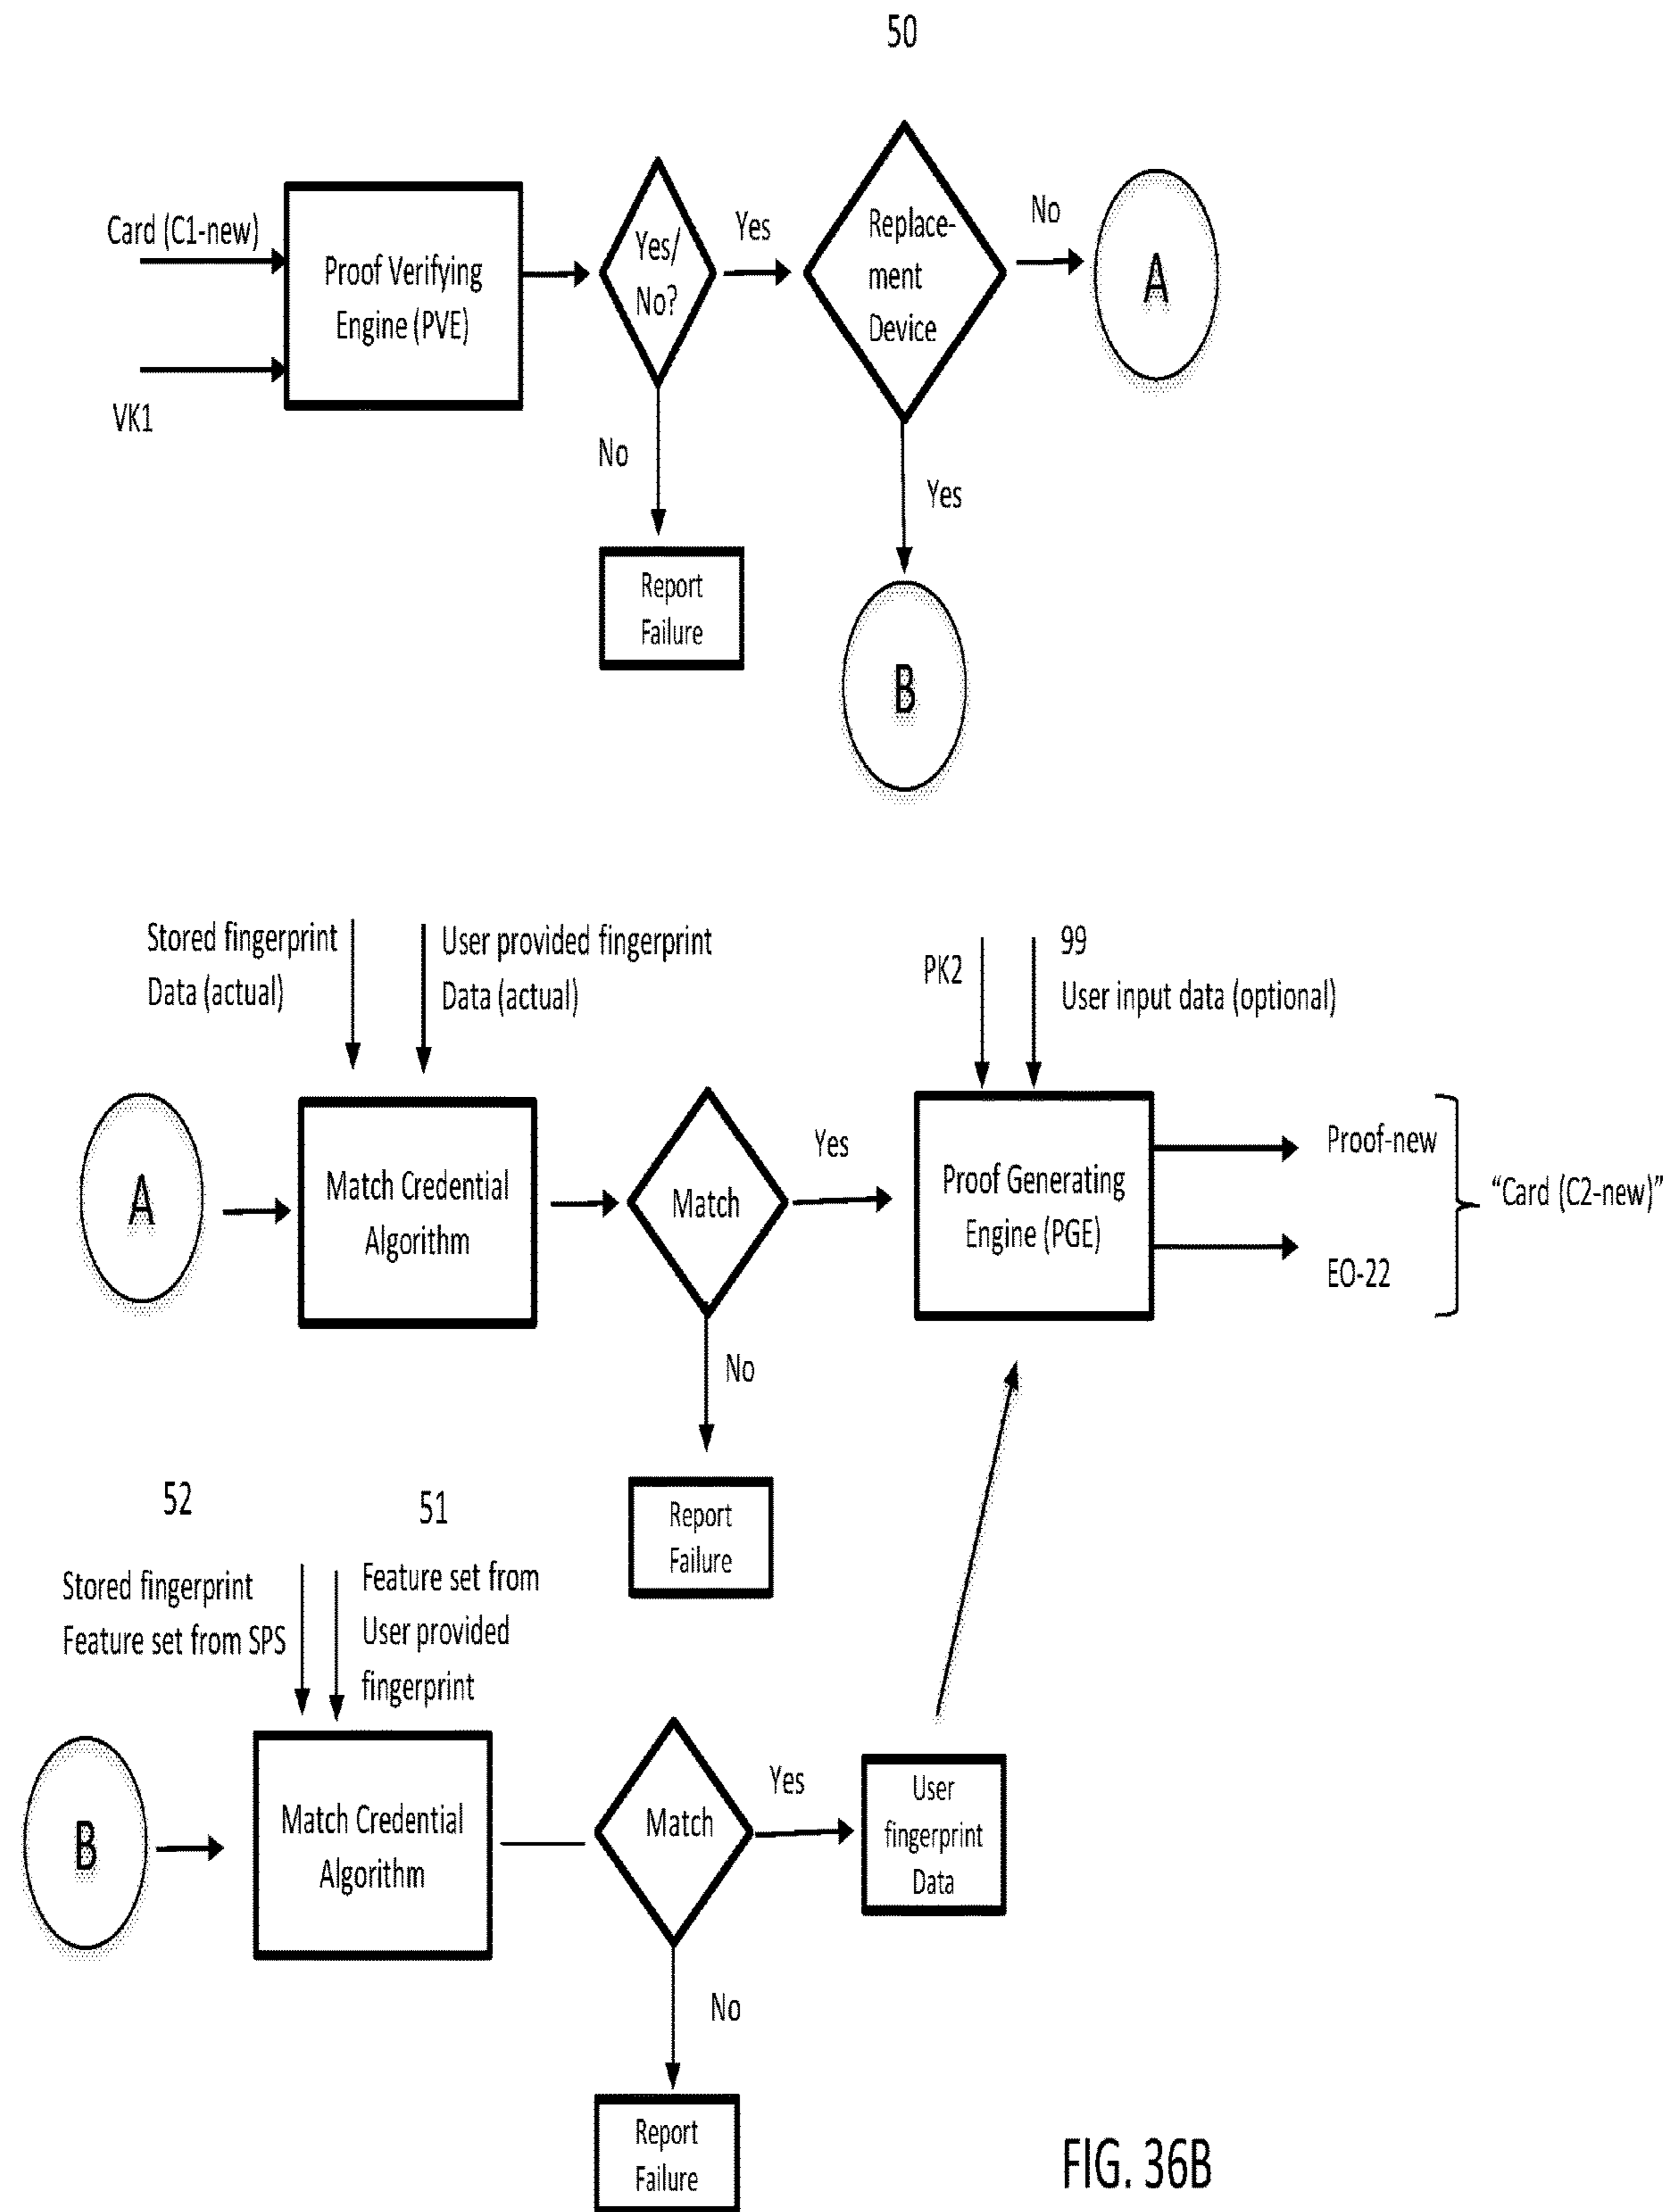 50
Card (C1-new)
VK1
Proof Verifying
Engine (PVE)
Yes/
No?
Yes
No
Report
Failure
Replace-
ment
Device
No
A
Yes
B
Stored fingerprint
Data (actual)
User provided fingerprint
Data (actual)
PK2
99
User input data (optional)
A
Match Credential
Algorithm
Match
Yes
No
Report
Failure
Proof Generating
Engine (PGE)
Proof-new
EO-22
“Card (C2-new)”
52
51
Stored fingerprint
Feature set from SPS
Feature set from
User provided
fingerprint
B
Match Credential
Algorithm
Match
Yes
No
Report
Failure
User
fingerprint
Data
FIG. 36B